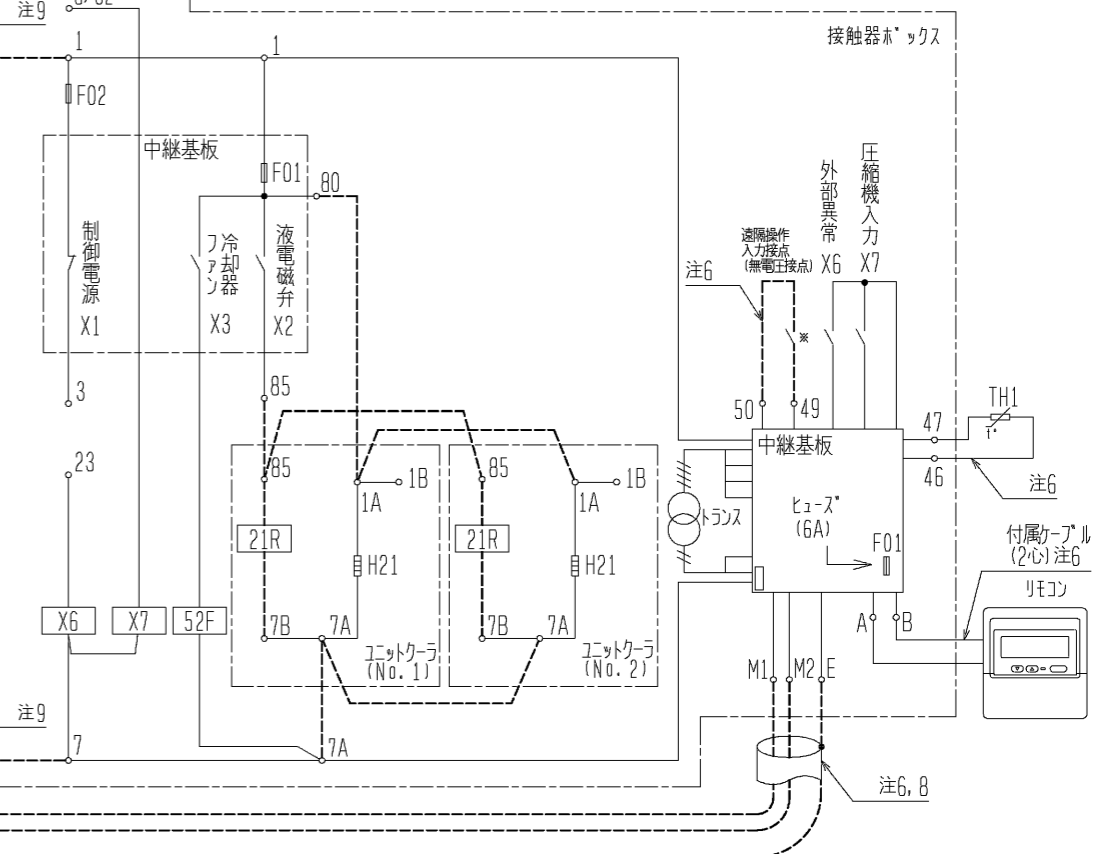 注9
接触器ボックス
1
1
F02
中継基板
F01
80
制御電源
X1
冷却器
ファン
X3
液電磁弁
X2
3
23
85
85
85
1B
1A
1B
1A
21R
H21
21R
H21
7B
7A
7B
7A
ユニットクーラ
(No. 1)
ユニットクーラ
(No. 2)
X6
X7
52F
注9
7
7A
外部異常
X6
圧縮機入力
X7
遠隔操作
入力接点
(無電圧接点)
注6
※
50
49
中継基板
ヒューズ
(6A)
F01
トランス
47
46
TH1
t°
注6
付属ケーブル
(2心)注6
リモコン
A
B
M1
M2
E
注6, 8